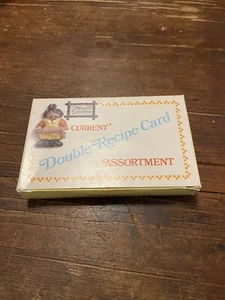 CURRENT®
Double Recipe Card
ASSORTMENT